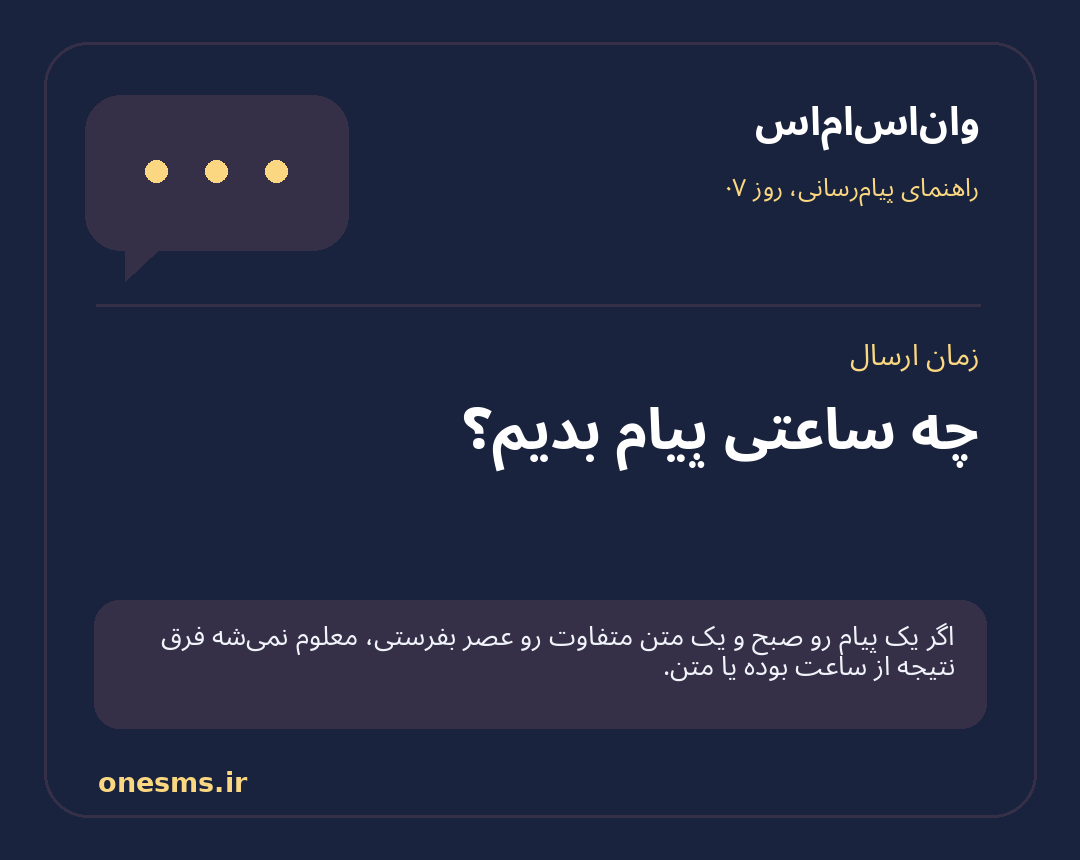 وان‌اس‌ام‌اس
راهنمای پیام‌رسانی، روز ۰۷
زمان ارسال
چه ساعتی پیام بدیم؟
اگر یک پیام رو صبح و یک متن متفاوت رو عصر بفرستی، معلوم نمی‌شه فرق
نتیجه از ساعت بوده یا متن.
onesms.ir